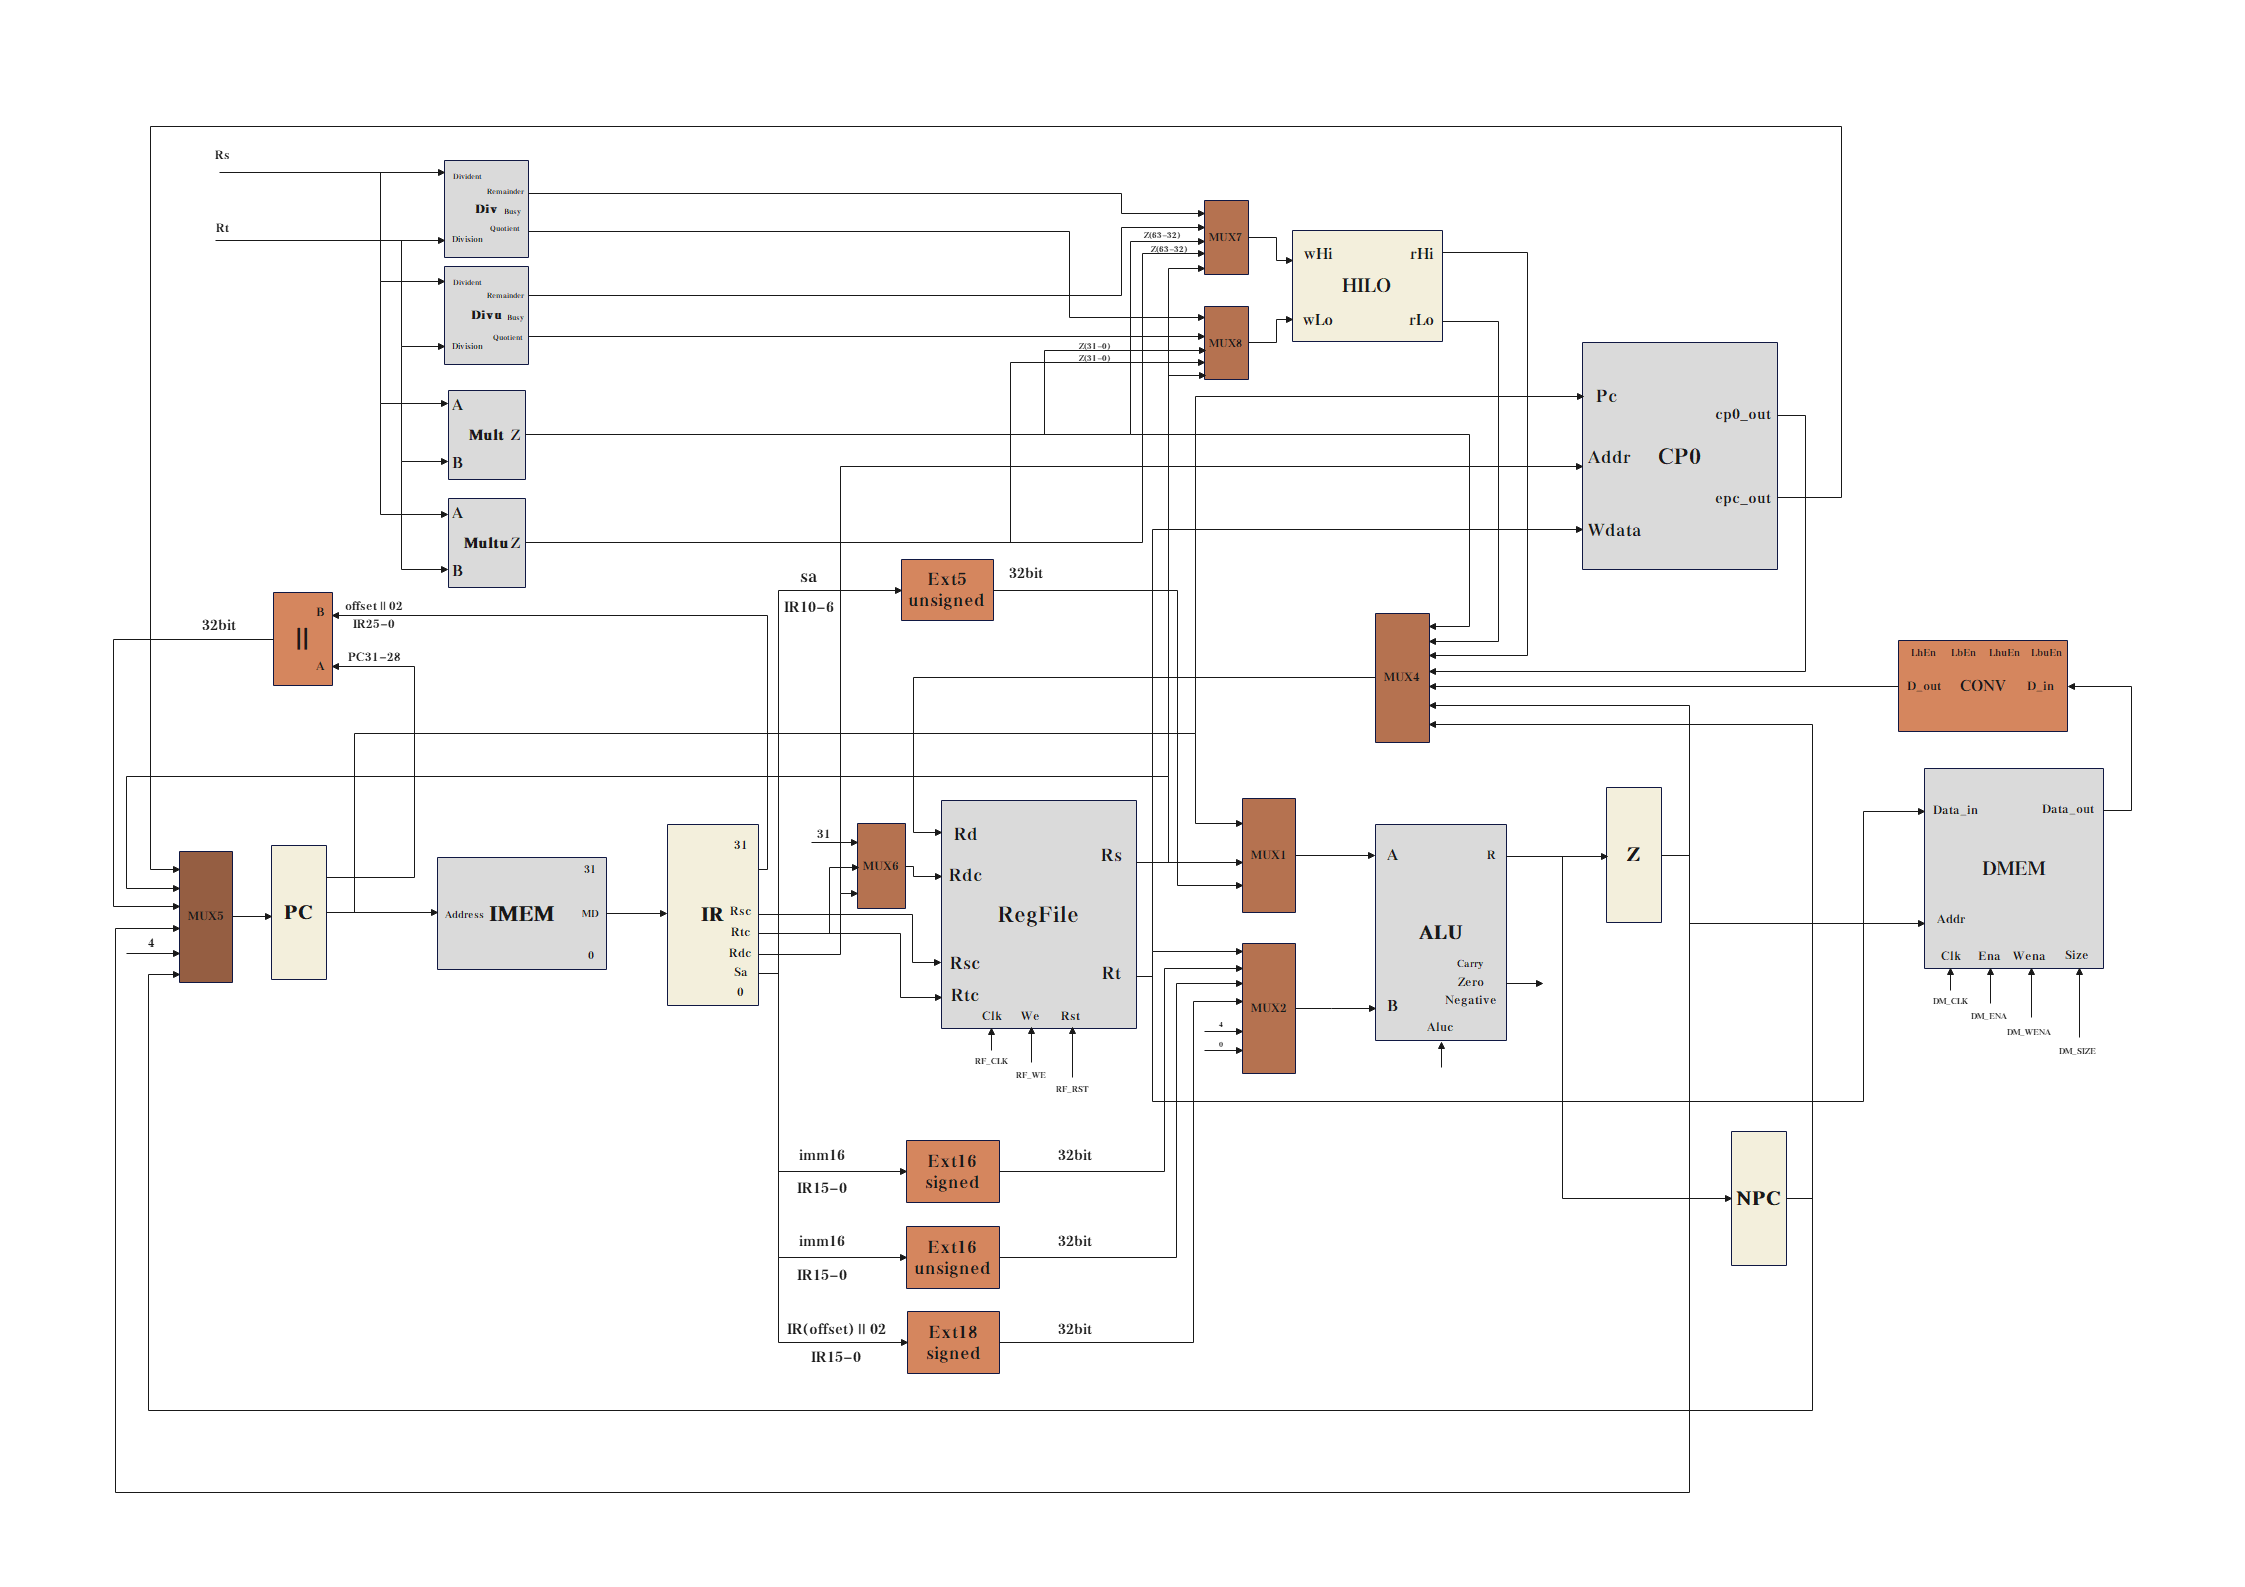 Rs
Divident
Remainder
Div Busy
Quotient
Rt
Division
Divident
Remainder
Divu Busy
Quotient
Division
A
Mult Z
B
A
Multu Z
B
Z(63-32)
Z(63-32)
MUX7
Z(31-0)
Z(31-0)
MUX8
wHi rHi
HILO
wLo rLo
Pc
cp0_out
Addr CP0
epc_out
Wdata
sa
IR10-6
Ext5
unsigned
32bit
32bit
B
||
A
offset || 02
IR25-0
PC31-28
MUX4
LhEn LbEn LhuEn LbuEn
D_out CONV D_in
4
MUX5
PC
31
Address IMEM MD
0
31
IR Rsc
Rtc
Rdc
Sa
0
31
MUX6
Rd
Rs
Rdc
RegFile
Rsc
Rt
Rtc
Clk We Rst
RF_CLK
RF_WE
RF_RST
MUX1
MUX2
4
0
A R
ALU
Carry
Zero
Negative
B
Aluc
Z
Data_in Data_out
DMEM
Addr
Clk Ena Wena Size
DM_CLK
DM_ENA
DM_WENA
DM_SIZE
imm16
IR15-0
Ext16
signed
32bit
NPC
imm16
IR15-0
Ext16
unsigned
32bit
IR(offset) || 02
IR15-0
Ext18
signed
32bit